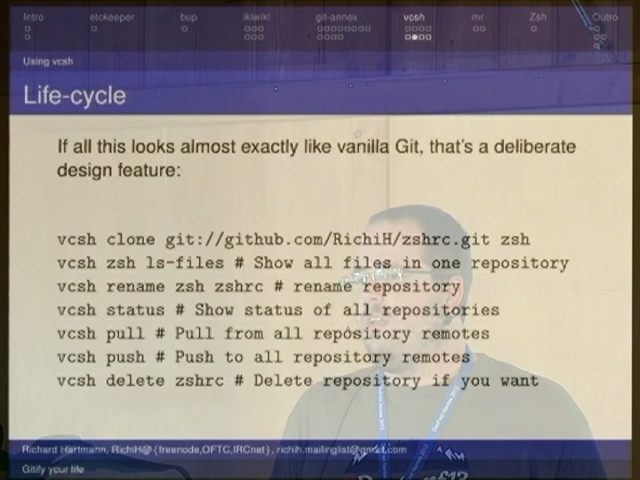 Intro etckeeper bup ikiwiki git-annex vcsh mr Zsh Outro
Using vcsh
Life-cycle
If all this looks almost exactly like vanilla Git, that's a deliberate
design feature:
vcsh clone git://github.com/RichiH/zshrc.git zsh
vcsh zsh ls-files # Show all files in one repository
vcsh rename zsh zshrc # rename repository
vcsh status # Show status of all repositories
vcsh pull # Pull from all repository remotes
vcsh push # Push to all repository remotes
vcsh delete zshrc # Delete repository if you want
Richard Hartmann, RichiH@{freenode,OFTC,IRCnet}, richih.mailinglist@gmail.com
Gitify your life